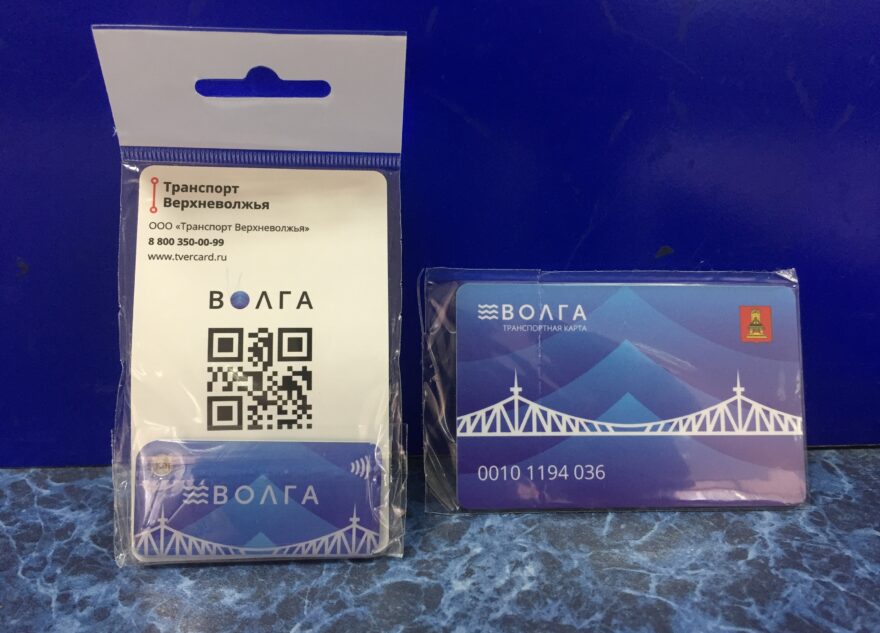 Транспорт
Верхневолжья
ООО «Транспорт Верхневолжья»
8 800 350-00-99
www.tvercard.ru
ВОЛГА
ВОЛГА
ВОЛГА
ТРАНСПОРТНАЯ КАРТА
0010 1194 036